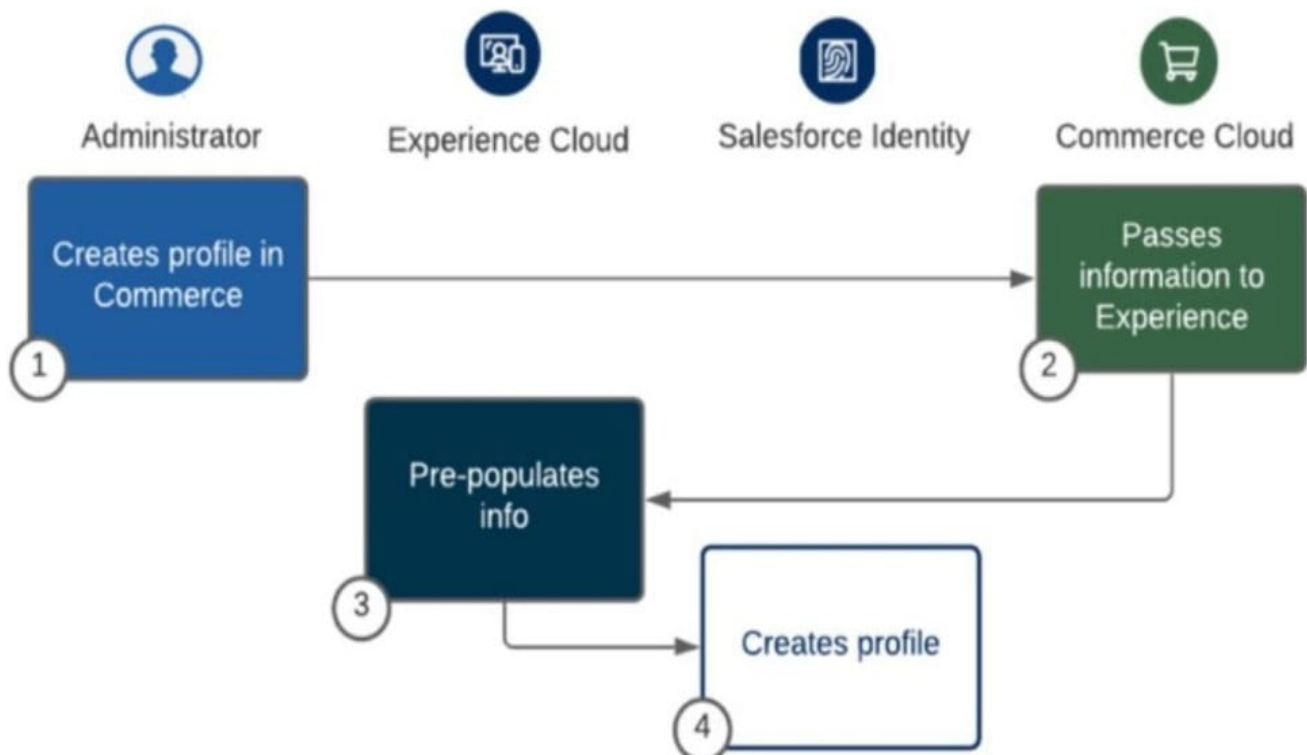 Administrator
Experience Cloud
Salesforce Identity
Commerce Cloud
Creates profile in
Commerce
1
Passes
information to
Experience
2
Pre-populates
info
3
Creates profile
4